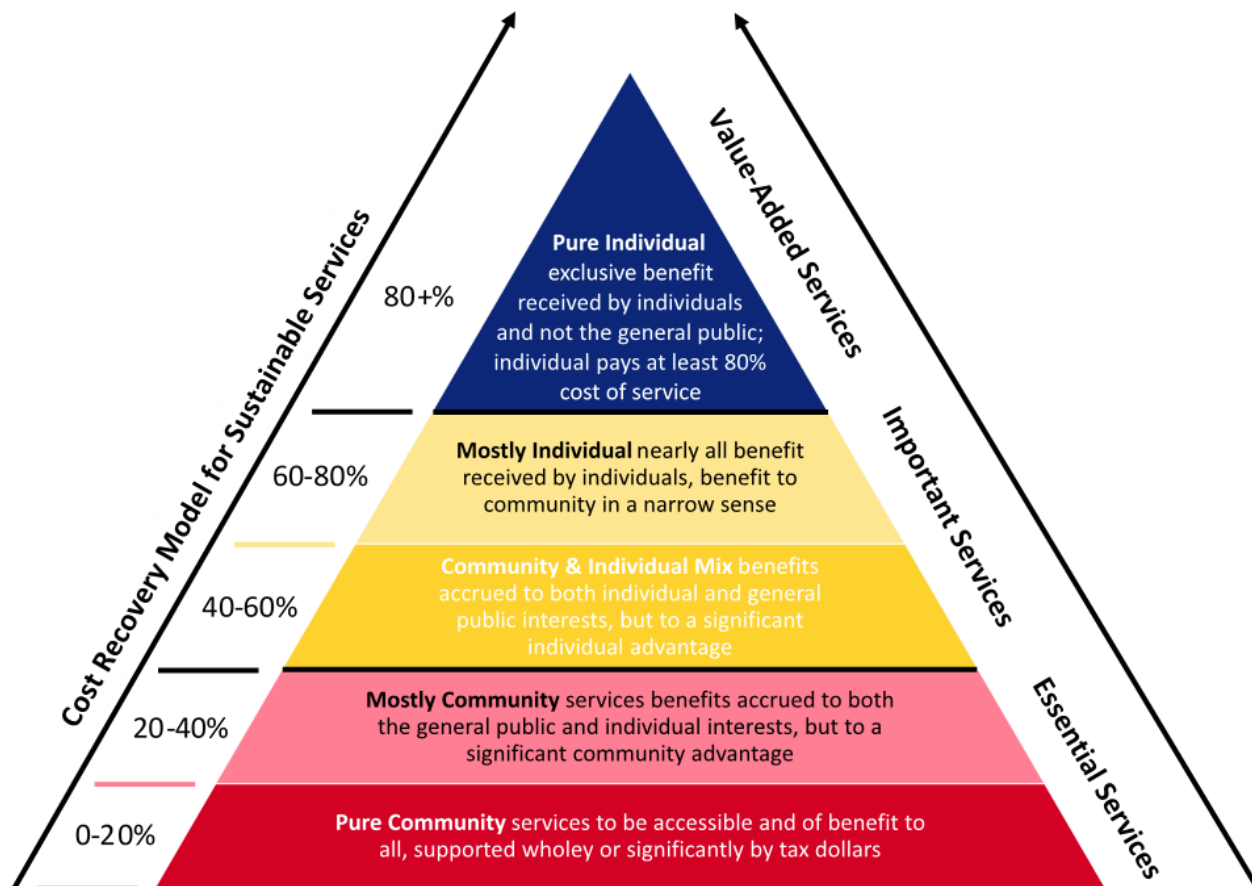 Cost Recovery Model for Sustainable Services
Value-Added Services
Important Services
Essential Services
80+%
Pure Individual
exclusive benefit
received by individuals
and not the general public;
individual pays at least 80%
cost of service
60-80%
Mostly Individual nearly all benefit
received by individuals, benefit to
community in a narrow sense
40-60%
Community & Individual Mix benefits
accrued to both individual and general
public interests, but to a significant
individual advantage
20-40%
Mostly Community services benefits accrued to both
the general public and individual interests, but to a
significant community advantage
0-20%
Pure Community services to be accessible and of benefit to
all, supported wholey or significantly by tax dollars